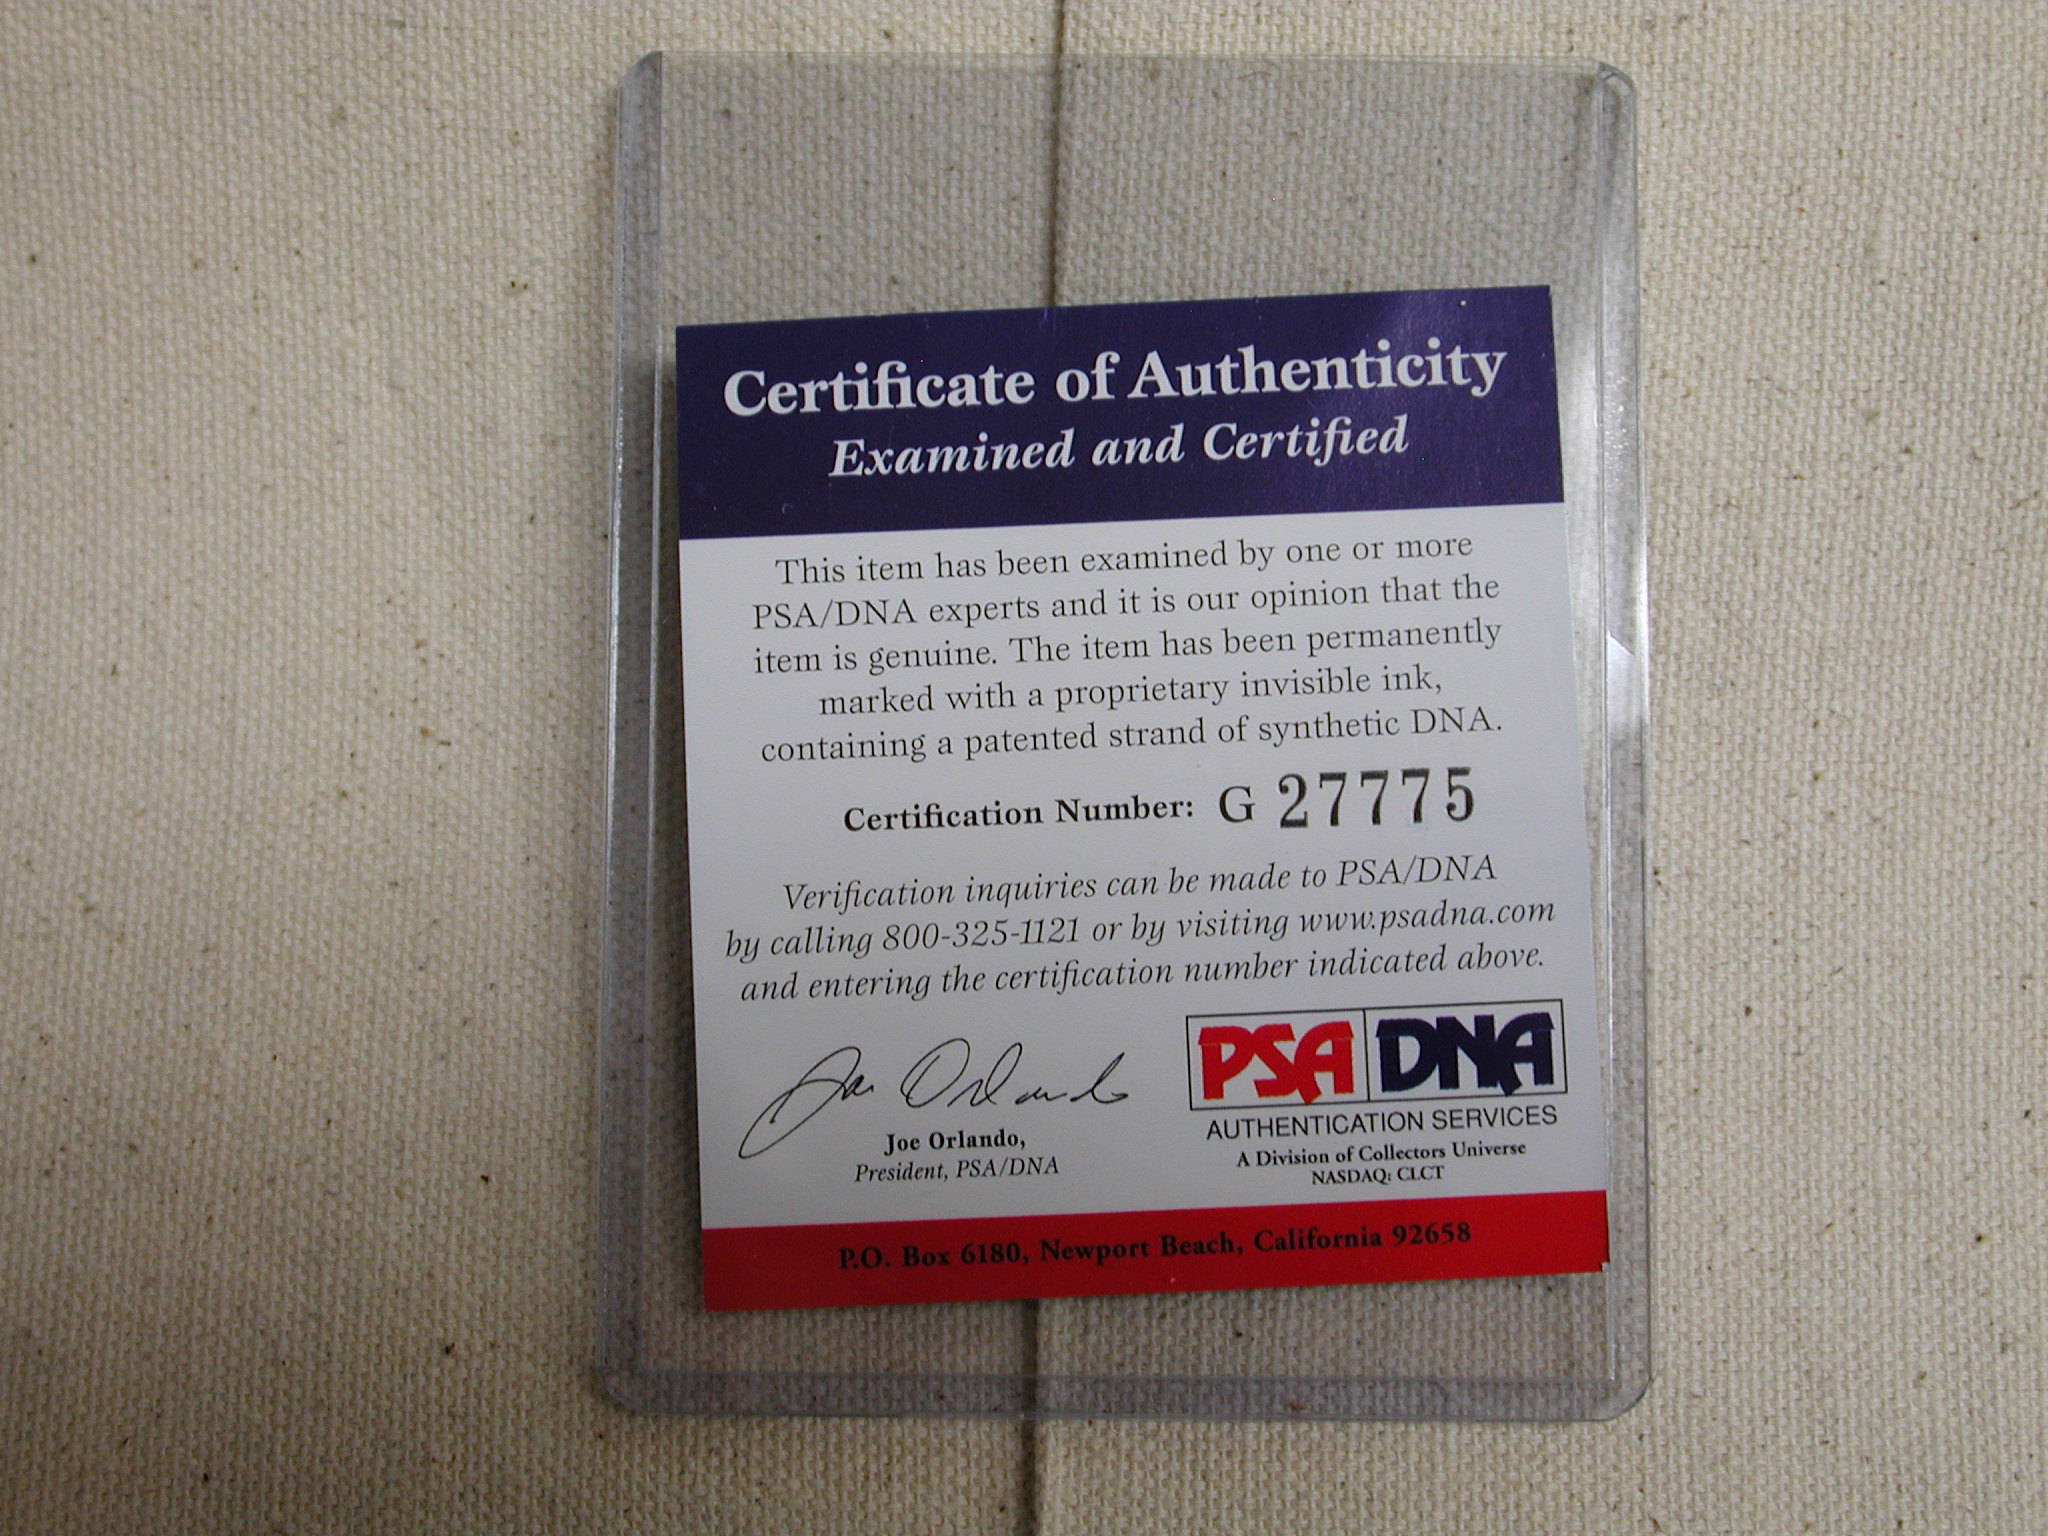 Certificate of Authenticity
Examined and Certified
This item has been examined by one or more
PSA/DNA experts and it is our opinion that the
item is genuine. The item has been permanently
marked with a proprietary invisible ink,
containing a patented strand of synthetic DNA.
Certification Number: G 27775
Verification inquiries can be made to PSA/DNA
by calling 800-325-1121 or by visiting www.psadna.com
and entering the certification number indicated above.
Joe Orlando
Joe Orlando,
President, PSA/DNA
PSA DNA
AUTHENTICATION SERVICES
A Division of Collectors Universe
NASDAQ: CLCT
P.O. Box 6180, Newport Beach, California 92658